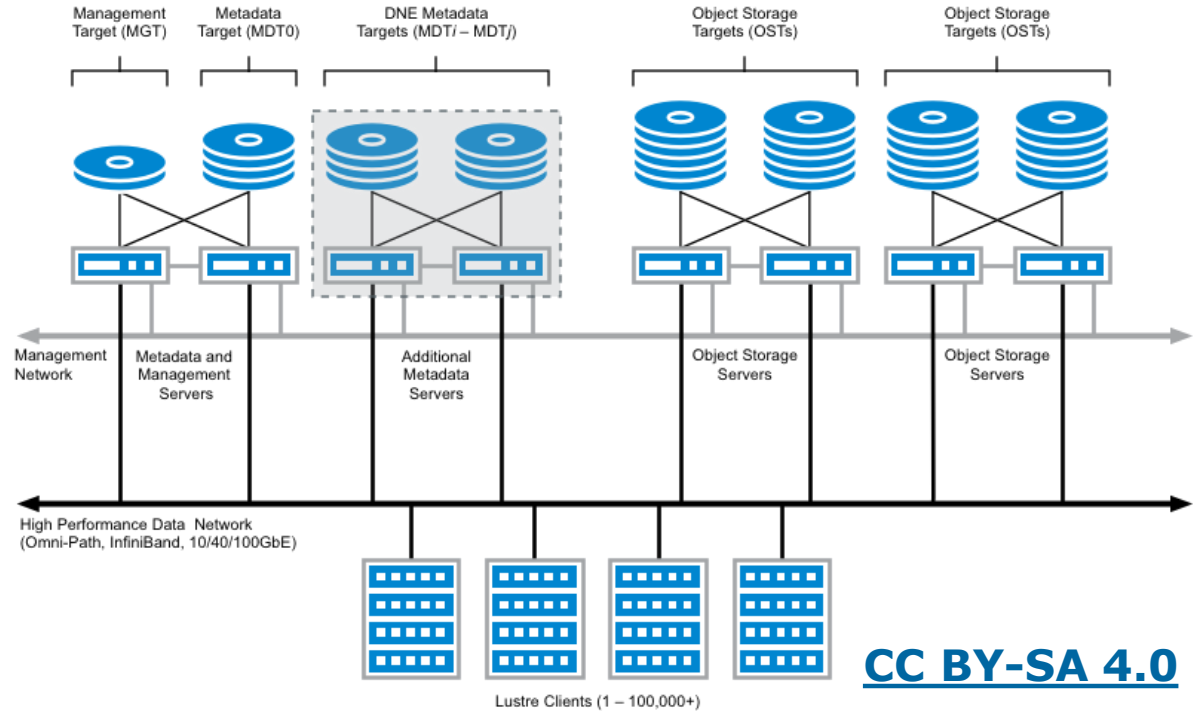 Management
Target (MGT)
Metadata
Target (MDT0)
DNE Metadata
Targets (MDTi – MDTj)
Object Storage
Targets (OSTs)
Object Storage
Targets (OSTs)
Management
Network
Metadata and
Management
Servers
Additional
Metadata
Servers
Object Storage
Servers
Object Storage
Servers
High Performance Data Network
(Omni-Path, InfiniBand, 10/40/100GbE)
CC BY-SA 4.0
Lustre Clients (1 – 100,000+)